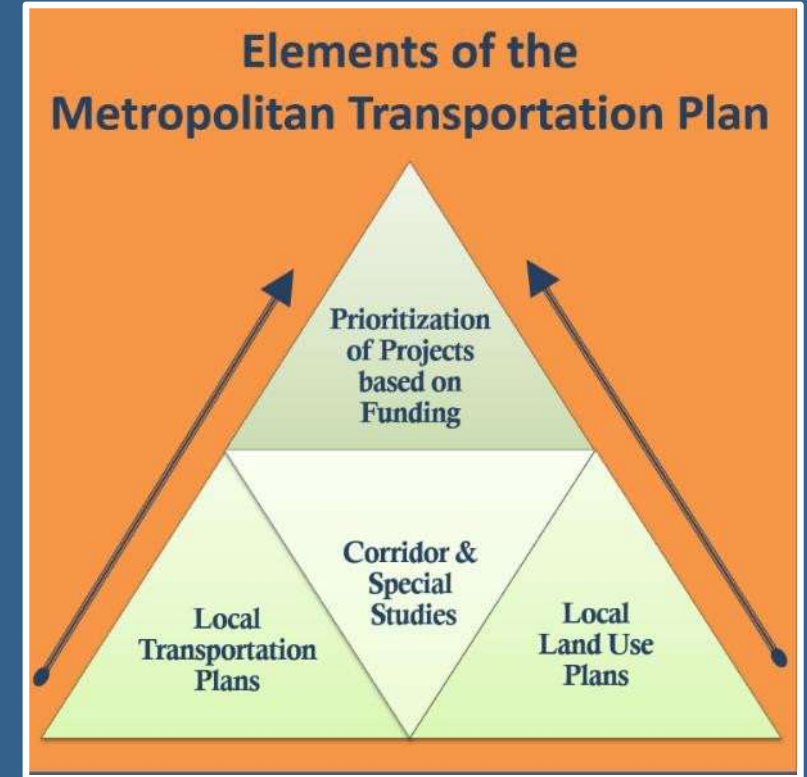 Elements of the
Metropolitan Transportation Plan
Prioritization
of Projects
based on
Funding
Corridor &
Special
Studies
Local
Transportation
Plans
Local
Land Use
Plans